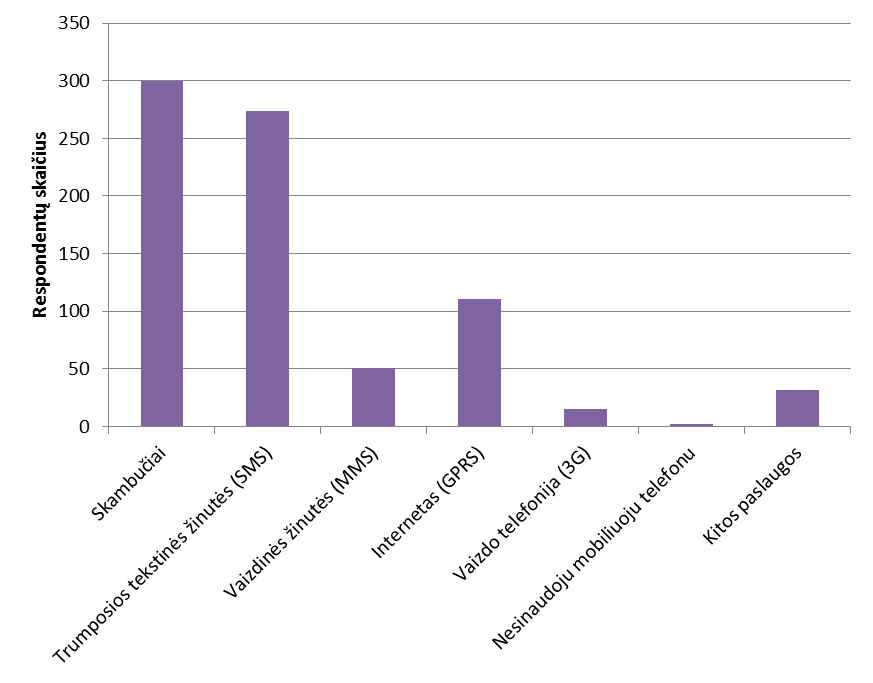 350
300
250
200
150
100
50
0
Respondentų skaičius
Skambučiai
Trumposios tekstinės žinutės (SMS)
Vaizdinės žinutės (MMS)
Internetas (GPRS)
Vaizdo telefonija (3G)
Nesinaudoju mobiliuoju telefonu
Kitos paslaugos